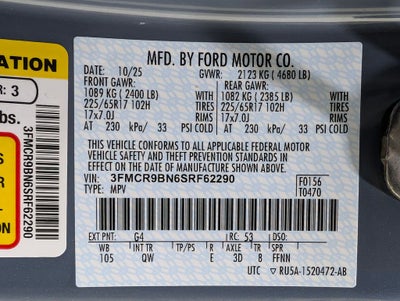 ATION
R: 3
bs.
3FMCR9BN6SRF62290
MFD. BY FORD MOTOR CO.
DATE: 10/25 GVWR: 2123 KG (4680 LB)
FRONT GAWR: REAR GAWR:
1089 KG (2400 LB) WITH 1082 KG (2385 LB) WITH
225/65R17 102H TIRES 225/65R17 102H TIRES
17x7.0J RIMS 17x7.0J RIMS
AT 230 kPa/ 33 PSI COLD AT 230 kPa/ 33 PSI COLD
THIS VEHICLE CONFORMS TO ALL APPLICABLE FEDERAL MOTOR
VEHICLE SAFETY AND THEFT PREVENTION STANDARDS IN EFFECT
ON THE DATE OF MANUFACTURE SHOWN ABOVE.
VIN: 3FMCR9BN6SRF62290 F0156
TYPE: MPV T0470
EXT PNT: G4 RC: 53 DSO:
WB INT TR TP/PS R AXLE TR SPR
105 QW E 3D 8 FFNN
UTC ▽ RU5A-1520472-AB